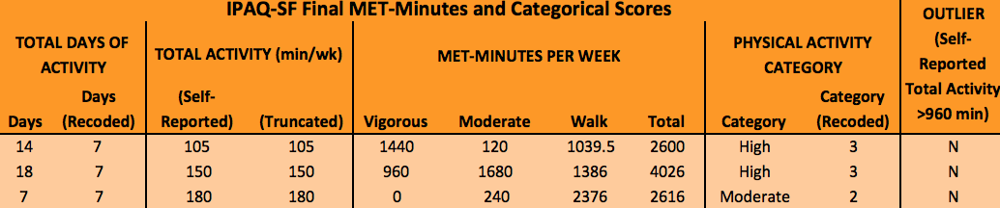 IPAQ-SF Final MET-Minutes and Categorical Scores
TOTAL DAYS OF ACTIVITY
TOTAL ACTIVITY (min/wk)
MET-MINUTES PER WEEK
PHYSICAL ACTIVITY CATEGORY
OUTLIER
(Self-
Reported
Total Activity
>960 min)
Days
Days
(Recoded)
(Self-
Reported)
(Truncated)
Vigorous Moderate Walk Total
Category
Category
(Recoded)
14 7 105 105 1440 120 1039.5 2600 High 3 N
18 7 150 150 960 1680 1386 4026 High 3 N
7 7 180 180 0 240 2376 2616 Moderate 2 N